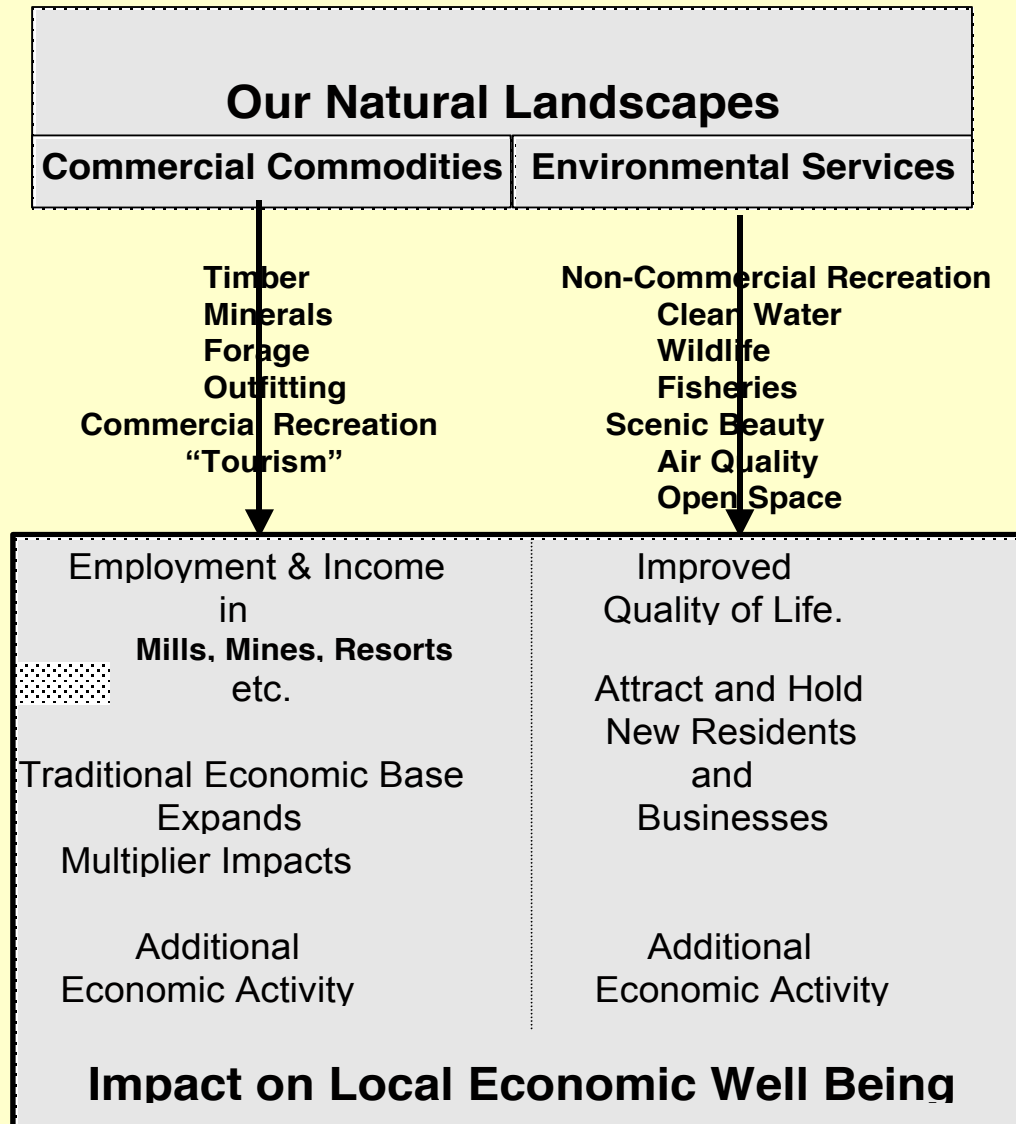 Our Natural Landscapes
Commercial Commodities
Environmental Services
Timber
Minerals
Forage
Outfitting
Commercial Recreation
“Tourism”
Non-Commercial Recreation
Clean Water
Wildlife
Fisheries
Scenic Beauty
Air Quality
Open Space
Employment & Income
in
Mills, Mines, Resorts
etc.
Traditional Economic Base
Expands
Multiplier Impacts
Additional
Economic Activity
Improved
Quality of Life.
Attract and Hold
New Residents
and
Businesses
Additional
Economic Activity
Impact on Local Economic Well Being